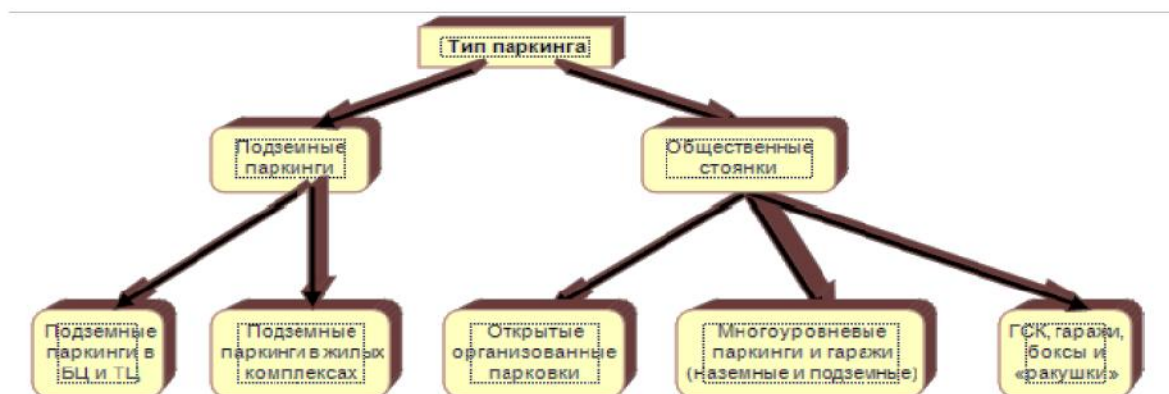 Тип паркинга
Подземные
паркинги
Общественные
стоянки
Подземные
паркинги в
БЦ и ТЦ
Подземные
паркинги в жилых
комплексах
Открытые
организованные
парковки
Многоуровневые
паркинги и гаражи
(наземные и подземные)
ГСК, гаражи,
боксы и
«ракушки»